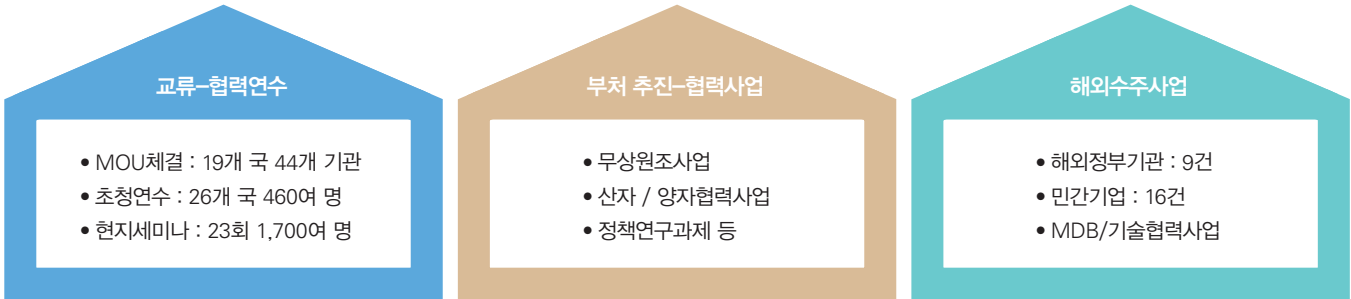 교류-협력연수
• MOU체결 : 19개 국 44개 기관
• 초청연수 : 26개 국 460여 명
• 현지세미나 : 23회 1,700여 명
부처 추진-협력사업
• 무상원조사업
• 산자 / 양자협력사업
• 정책연구과제 등
해외수주사업
• 해외정부기관 : 9건
• 민간기업 : 16건
• MDB/기술협력사업